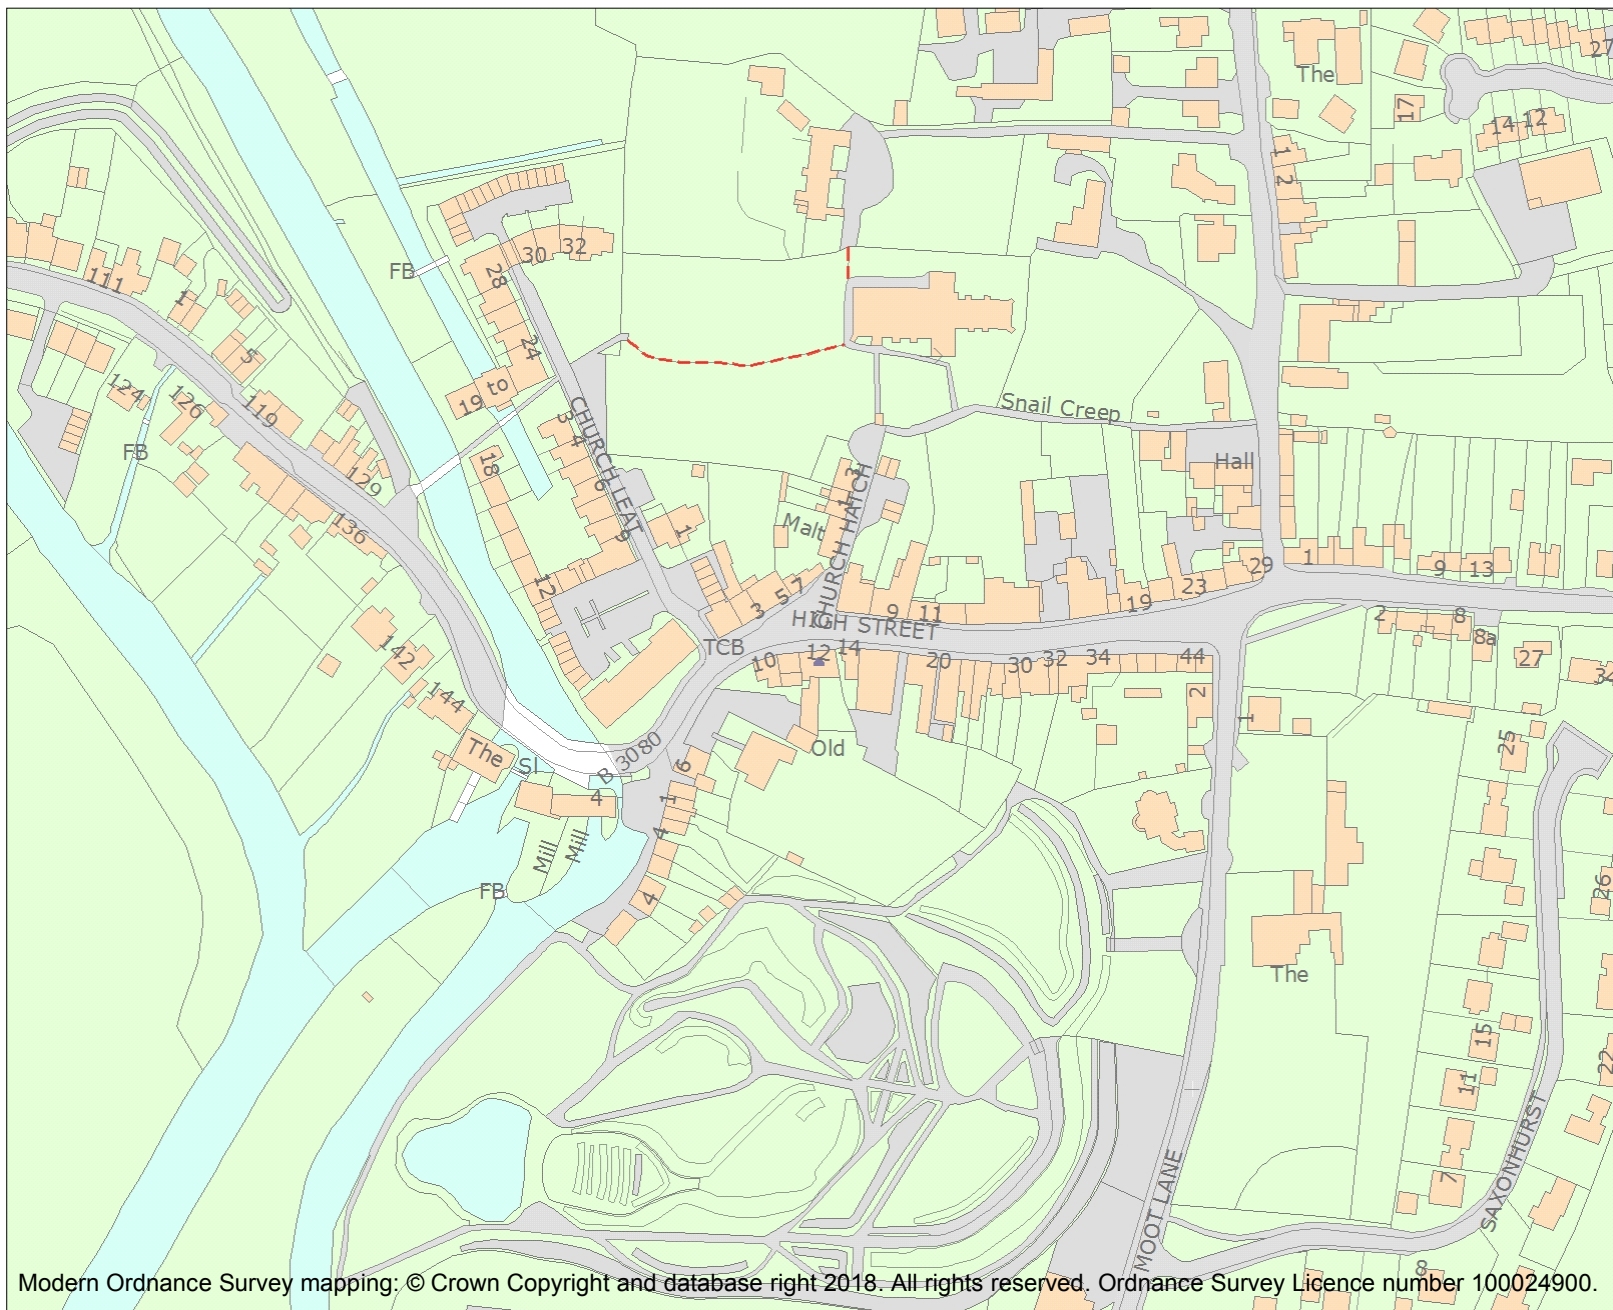 27
The
17
14 12
1
2
FB
30 32
28
111
1
24
5
19 to
124
126
119
FB
129
136
18
3
4
6
9
CHURCH LEAT
Snail Creep
Hall
3
1
CHURCH HATCH
Malt
1
12
3
5
7
9 11
19
23
29
1
9 13
HIGH STREET
TCB
10
12 14
20
30
32
34
44
2
8
8a
27
34
142
144
The
Sl
B 3080
4
Mill
Mill
FB
6
1
4
4
Old
2
1
25
26
The
15
11
22
7
8
MOOT LANE
SAXONHURST
Modern Ordnance Survey mapping: © Crown Copyright and database right 2018. All rights reserved. Ordnance Survey Licence number 100024900.